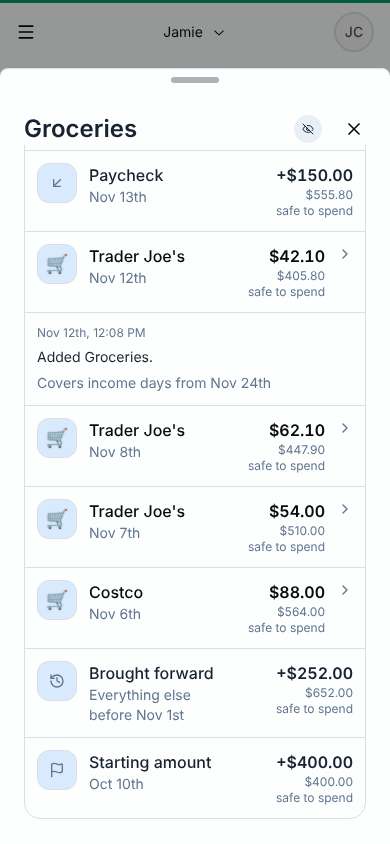 Jamie
JC
Groceries
Paycheck
+$150.00
Nov 13th
$555.80
safe to spend
Trader Joe's
$42.10
Nov 12th
$405.80
safe to spend
Nov 12th, 12:08 PM
Added Groceries.
Covers income days from Nov 24th
Trader Joe's
$62.10
Nov 8th
$447.90
safe to spend
Trader Joe's
$54.00
Nov 7th
$510.00
safe to spend
Costco
$88.00
Nov 6th
$564.00
safe to spend
Brought forward
+$252.00
Everything else
before Nov 1st
$652.00
safe to spend
Starting amount
+$400.00
Oct 10th
$400.00
safe to spend